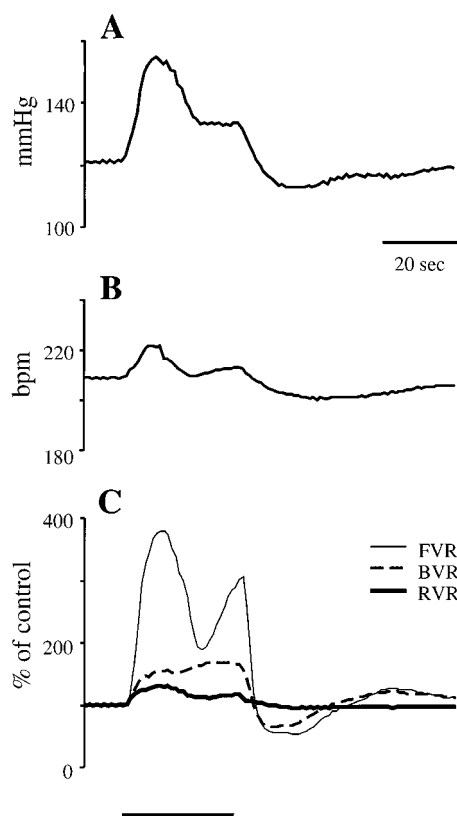 A
mmHg
140
100
20 sec
B
bpm
220
180
C
% of control
400
200
0
FVR
BVR
RVR